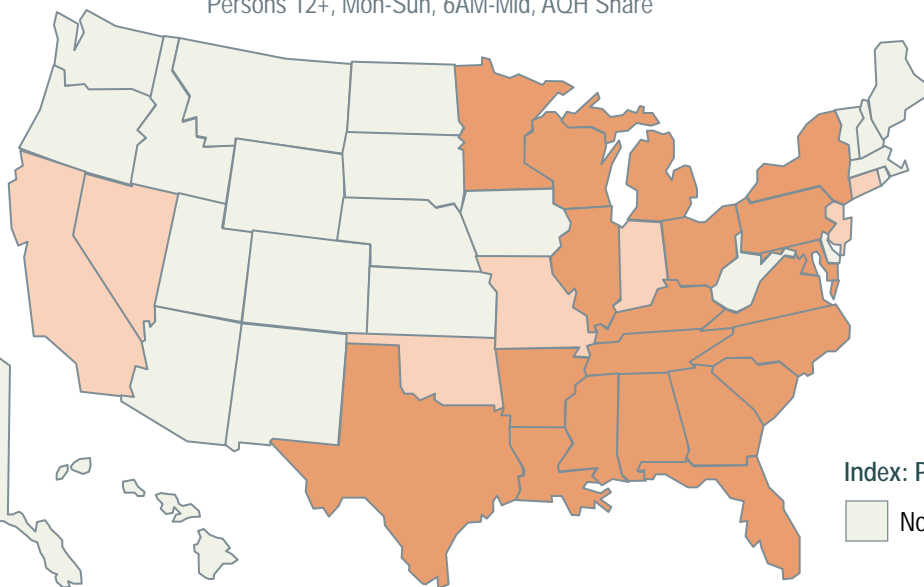 Persons 12+, Mon-Sun, 6AM-Mid, AQH Share
Index: P
No